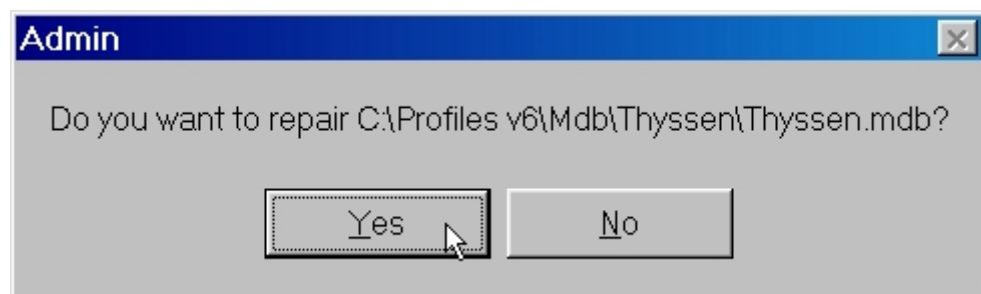 Admin
Do you want to repair C:\Profiles v6\Mdb\Thyssen\Thyssen.mdb?
Yes No